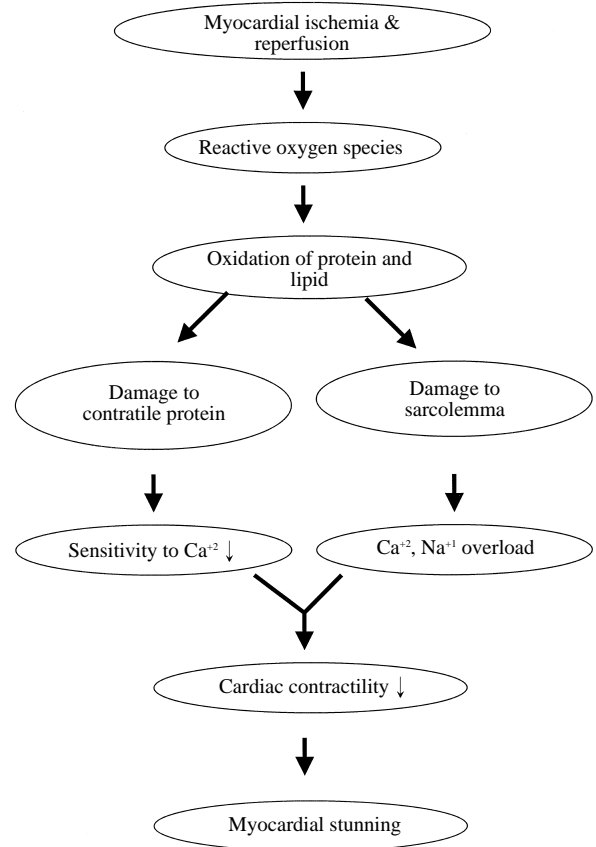 Myocardial ischemia &
reperfusion
Reactive oxygen species
Oxidation of protein and
lipid
Damage to
contratile protein
Damage to
sarcolemma
Sensitivity to Ca⁺² ↓
Ca⁺², Na⁺¹ overload
Cardiac contractility ↓
Myocardial stunning